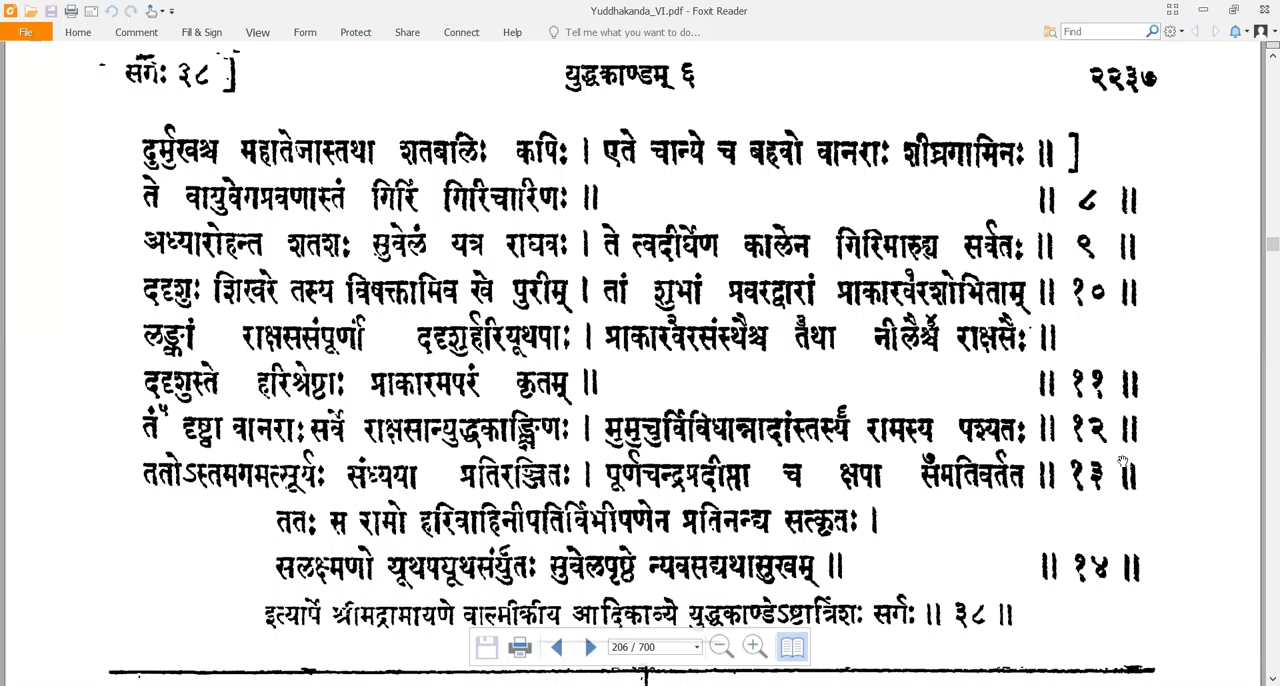 Yuddhakanda_VI.pdf - Foxit Reader
File Home Comment Fill & Sign View Form Protect Share Connect Help Tell me what you want to do... Find
सर्गः ३८ ] युद्धकाण्डम् ६ २२३७
दुर्मुखश्च महातेजास्तथा शतबलिः कपिः । एते चान्ये च बहवो वानराः शीघ्रगामिनः ॥ ]
ते वायुवेगप्रवणास्तं गिरिं गिरिचारिणः ॥ ॥ ८ ॥
अध्यारोहन्त शतशः सुवेलं यत्र राघवः । ते त्वदीर्घेण कालेन गिरिमारुह्य सर्वतः ॥ ९ ॥
ददृशुः शिखरे तस्य विषक्तामिव खे पुरीम् । तां शुभां प्रवरद्वारां प्राकारवरशोभिताम् ॥ १० ॥
लङ्कां राक्षससंपूर्णां ददृशुर्हरियूथपाः । प्राकारवरसंस्थैश्च तथा नीलैश्च राक्षसैः ॥
ददृशुस्ते हरिश्रेष्ठाः प्राकारमपरं कृतम् ॥ ॥ ११ ॥
तं५ दृष्ट्वा वानराः सर्वे राक्षसान्युद्धकाङ्क्षिणः । मुमुचुर्विविधान्नादांस्तस्य रामस्य पश्यतः ॥ १२ ॥
ततोऽस्तमगमत्सूर्यः संध्यया प्रतिरञ्जितः । पूर्णचन्द्रप्रदीप्ता च क्षपा समतिवर्तत ॥ १३ ॥
ततः स रामो हरिवाहिनीपतिर्विभीषणेन प्रतिनन्द्य सत्कृतः ।
सलक्ष्मणो यूथपयूथसंयुतः सुवेलपृष्ठे न्यवसद्यथासुखम् ॥ ॥ १४ ॥
इत्यार्षे श्रीमद्रामायणे वाल्मीकीय आदिकाव्ये युद्धकाण्डेऽष्टात्रिंशः सर्गः ॥ ३८ ॥
206 / 700